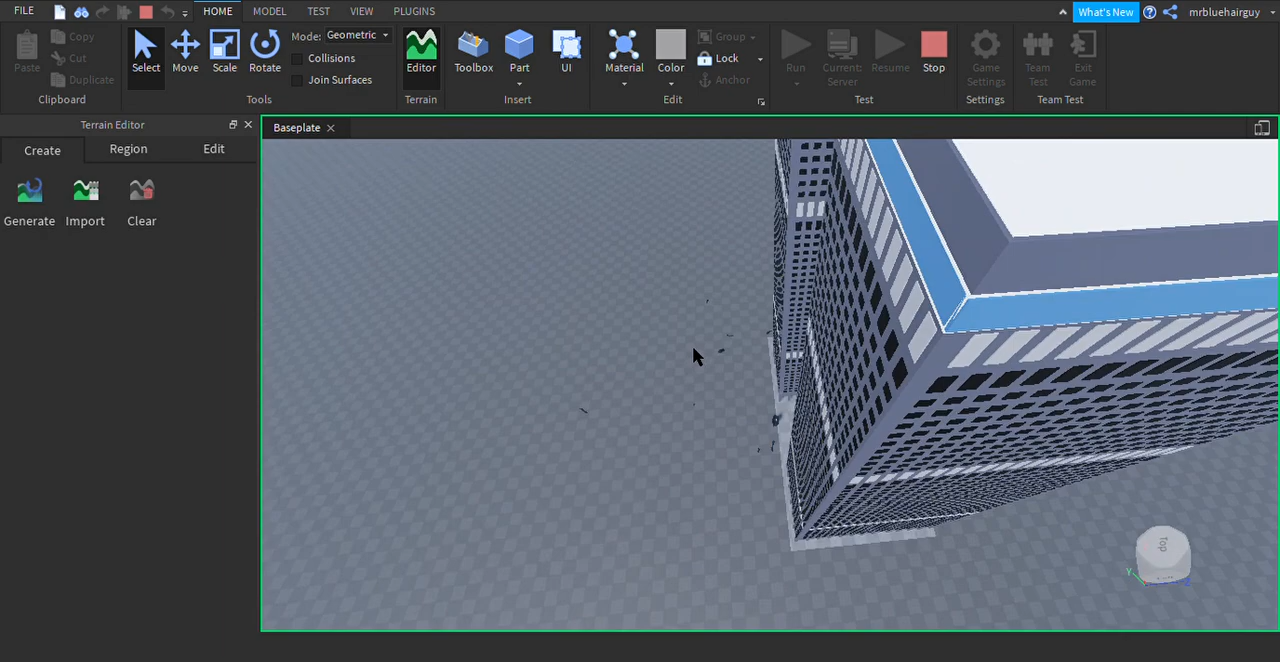 FILE HOME MODEL TEST VIEW PLUGINS What's New mrbluehairguy
Paste Copy Cut Duplicate Clipboard
Select Move Scale Rotate Mode: Geometric Collisions Join Surfaces Tools
Editor Terrain
Toolbox Part UI Insert
Material Color Group Lock Anchor Edit
Run Current: Server Resume Stop Test
Game Settings Settings
Team Test Exit Game Team Test
Terrain Editor
Create Region Edit
Generate Import Clear
Baseplate
Top
Y